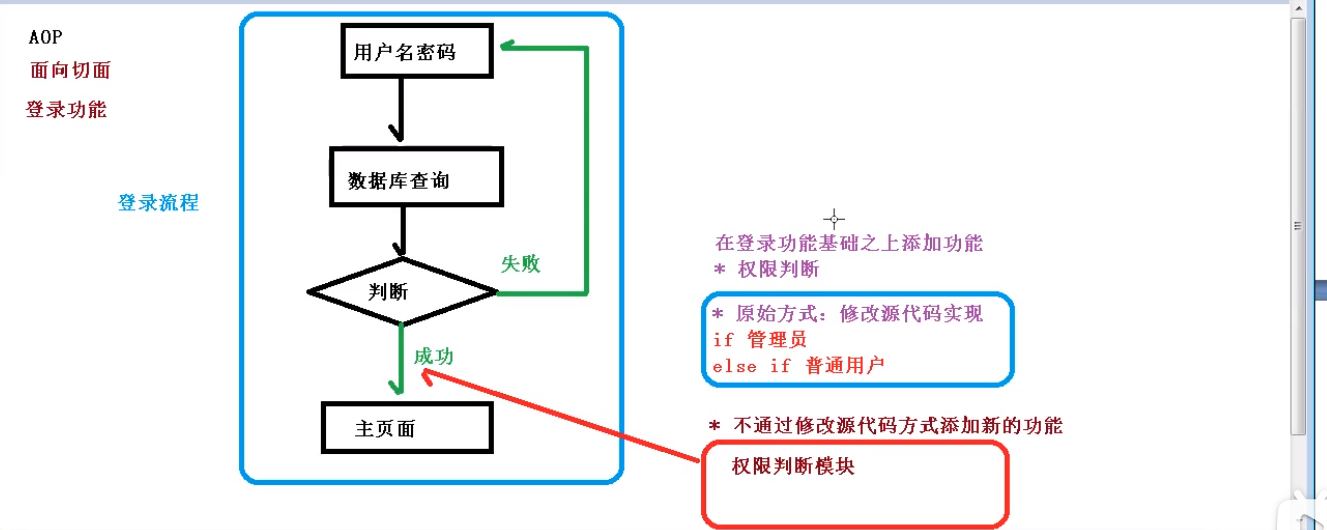 AOP
面向切面
登录功能
登录流程
用户名密码
数据库查询
判断
失败
成功
主页面
在登录功能基础之上添加功能
* 权限判断
* 原始方式：修改源代码实现
if 管理员
else if 普通用户
* 不通过修改源代码方式添加新的功能
权限判断模块